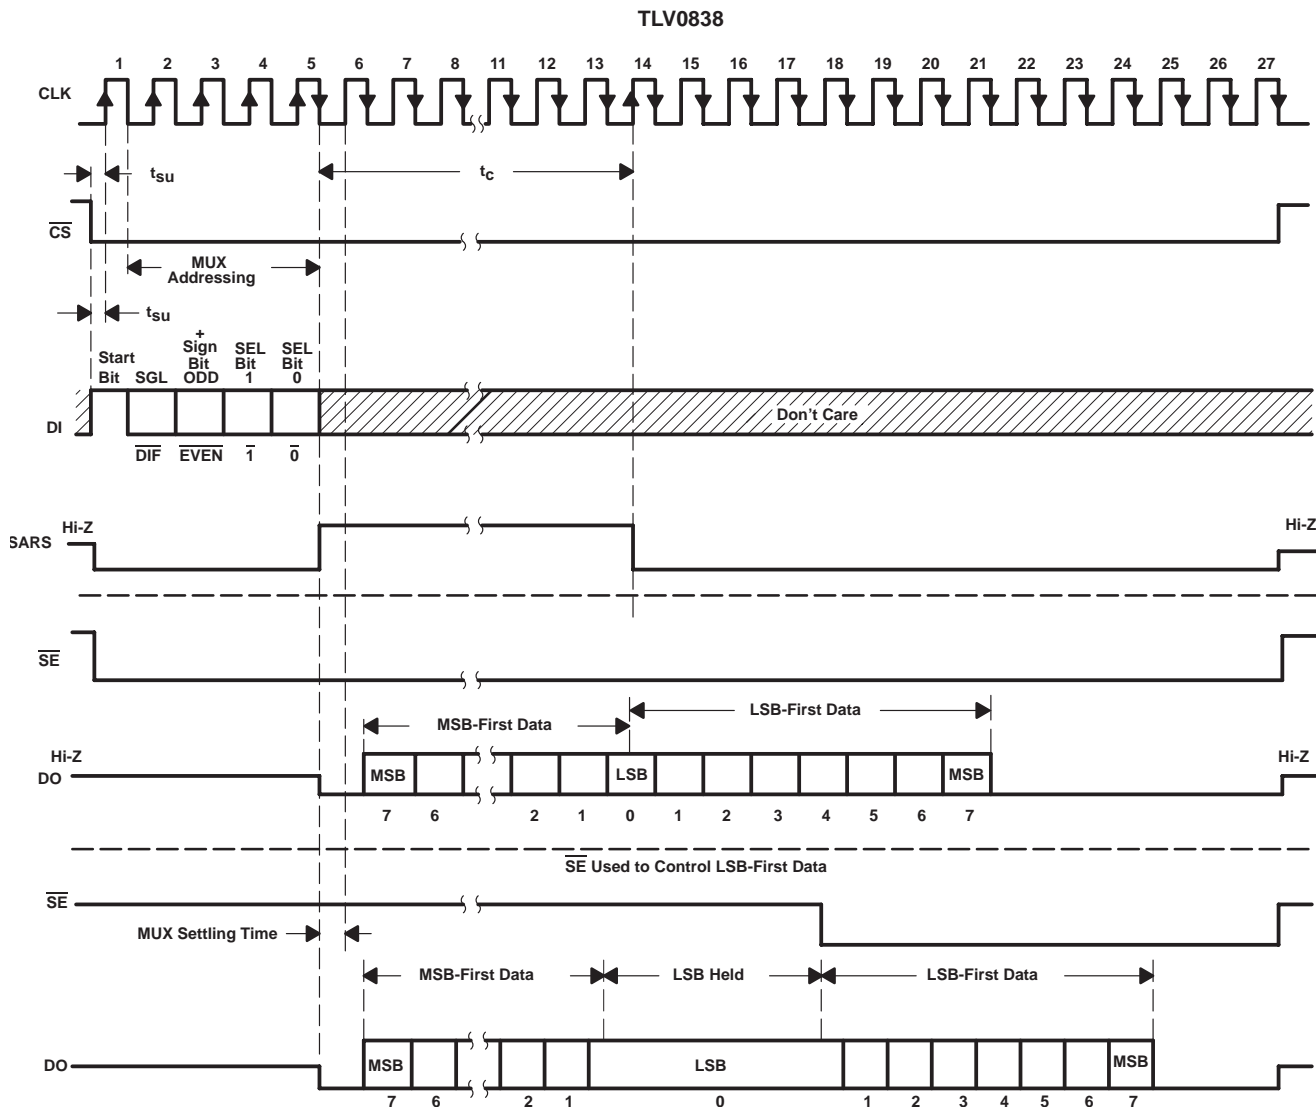 TLV0838
1 2 3 4 5 6 7 8 11 12 13 14 15 16 17 18 19 20 21 22 23 24 25 26 27
CLK
tsu
tc
CS
MUX
Addressing
tsu
Start
Bit
SGL
+
Sign
Bit
ODD
SEL
Bit
1
SEL
Bit
0
DI
Don't Care
DIF EVEN 1 0
Hi-Z
SARS
Hi-Z
SE
MSB-First Data
LSB-First Data
Hi-Z
DO
MSB
LSB
MSB
Hi-Z
7 6 2 1 0 1 2 3 4 5 6 7
SE Used to Control LSB-First Data
SE
MUX Settling Time
MSB-First Data
LSB Held
LSB-First Data
DO
MSB
LSB
MSB
7 6 2 1 0 1 2 3 4 5 6 7